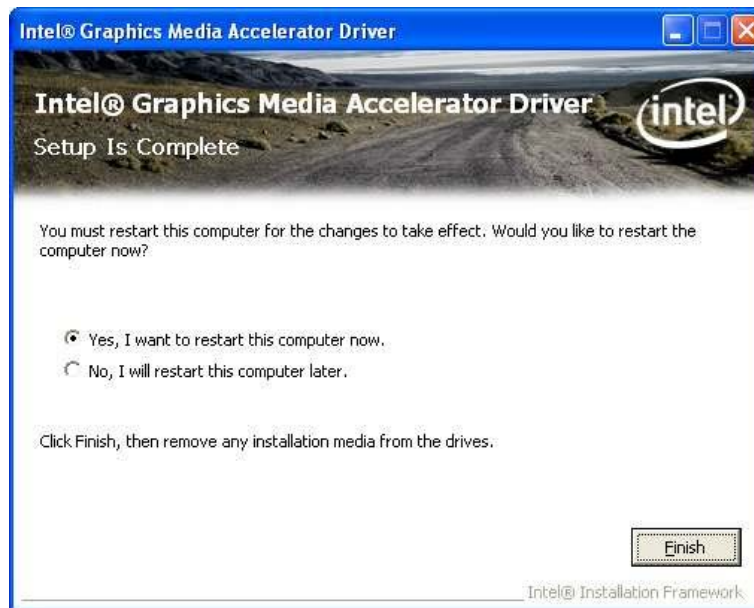 Intel® Graphics Media Accelerator Driver
Intel® Graphics Media Accelerator Driver
intel
Setup Is Complete
You must restart this computer for the changes to take effect. Would you like to restart the
computer now?
Yes, I want to restart this computer now.
No, I will restart this computer later.
Click Finish, then remove any installation media from the drives.
Finish
Intel® Installation Framework